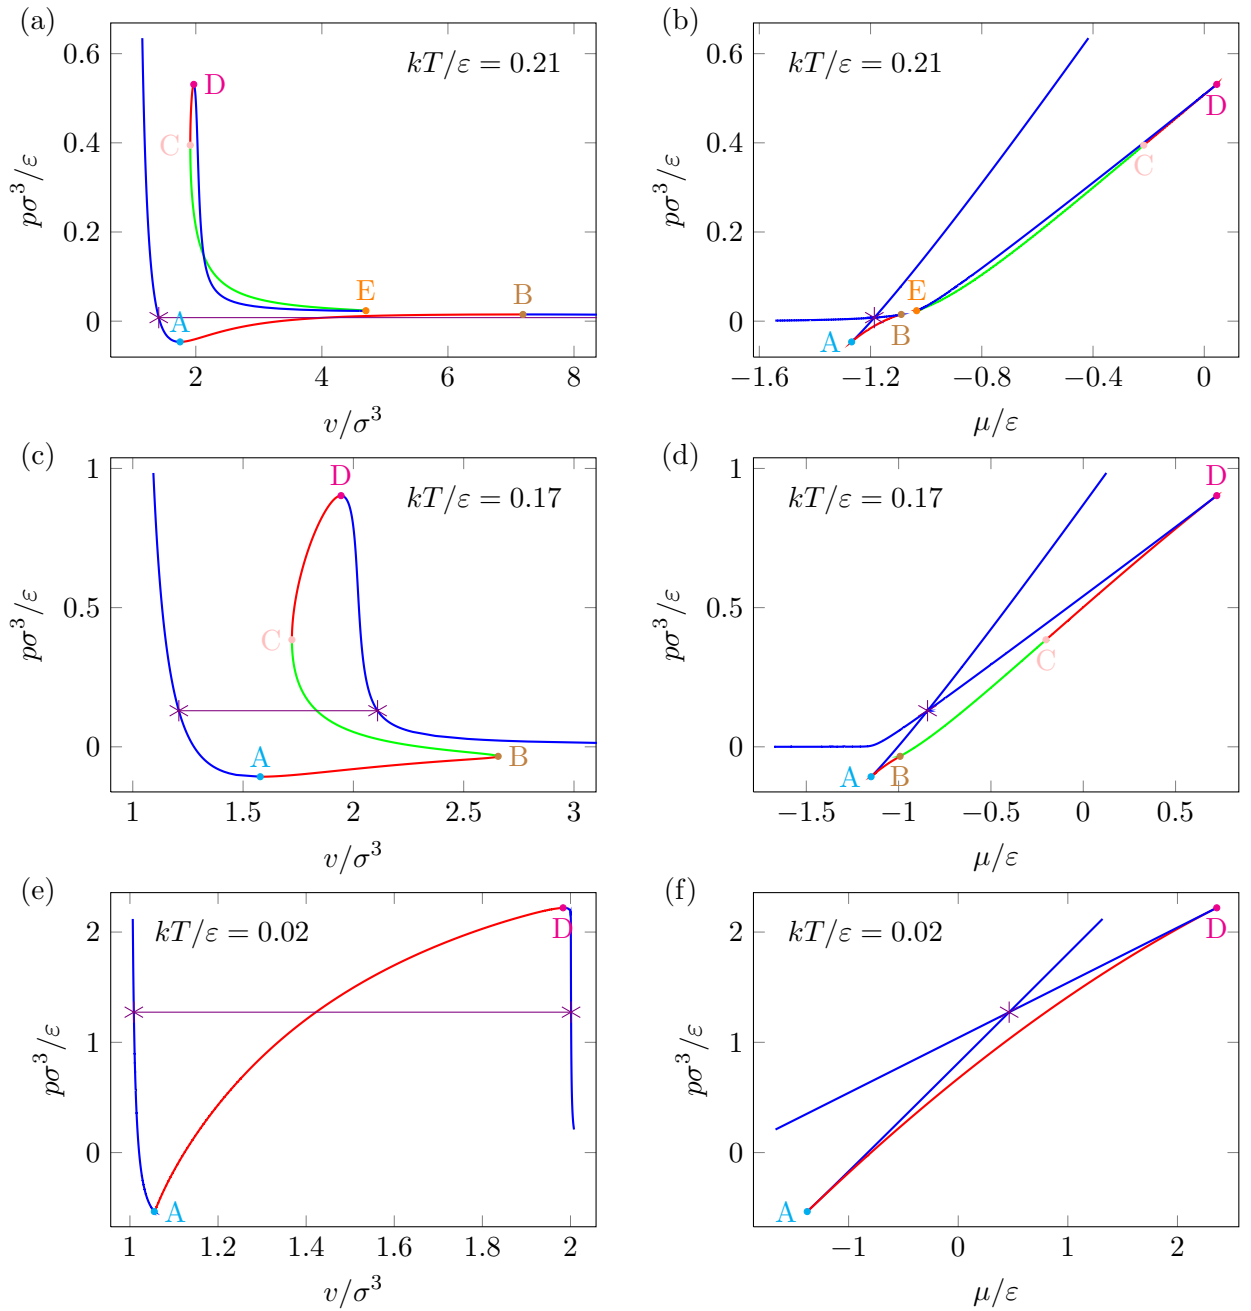 (a)
0.6
0.4
0.2
0
pσ³/ε
kT/ε = 0.21
D
C
E
B
A
2 4 6 8
v/σ³
(b)
0.6
0.4
0.2
0
pσ³/ε
kT/ε = 0.21
D
C
E
B
A
−1.6 −1.2 −0.8 −0.4 0
μ/ε
(c)
1
0.5
0
pσ³/ε
kT/ε = 0.17
D
C
A
B
1 1.5 2 2.5 3
v/σ³
(d)
1
0.5
0
pσ³/ε
kT/ε = 0.17
D
C
A
B
−1.5 −1 −0.5 0 0.5
μ/ε
(e)
2
1
0
pσ³/ε
kT/ε = 0.02
D
A
1 1.2 1.4 1.6 1.8 2
v/σ³
(f)
2
1
0
pσ³/ε
kT/ε = 0.02
D
A
−1 0 1 2
μ/ε